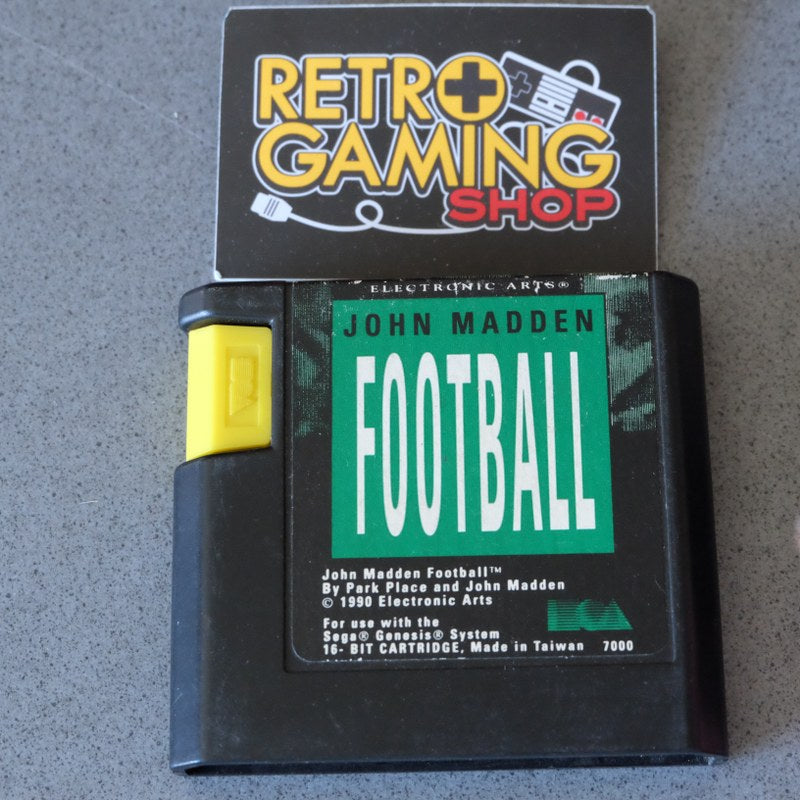 RETRO
GAMING
SHOP
ELECTRONIC ARTS®
JOHN MADDEN
FOOTBALL
John Madden Football™
By Park Place and John Madden
© 1990 Electronic Arts
For use with the
Sega® Genesis® System
16- BIT CARTRIDGE, Made in Taiwan 7000